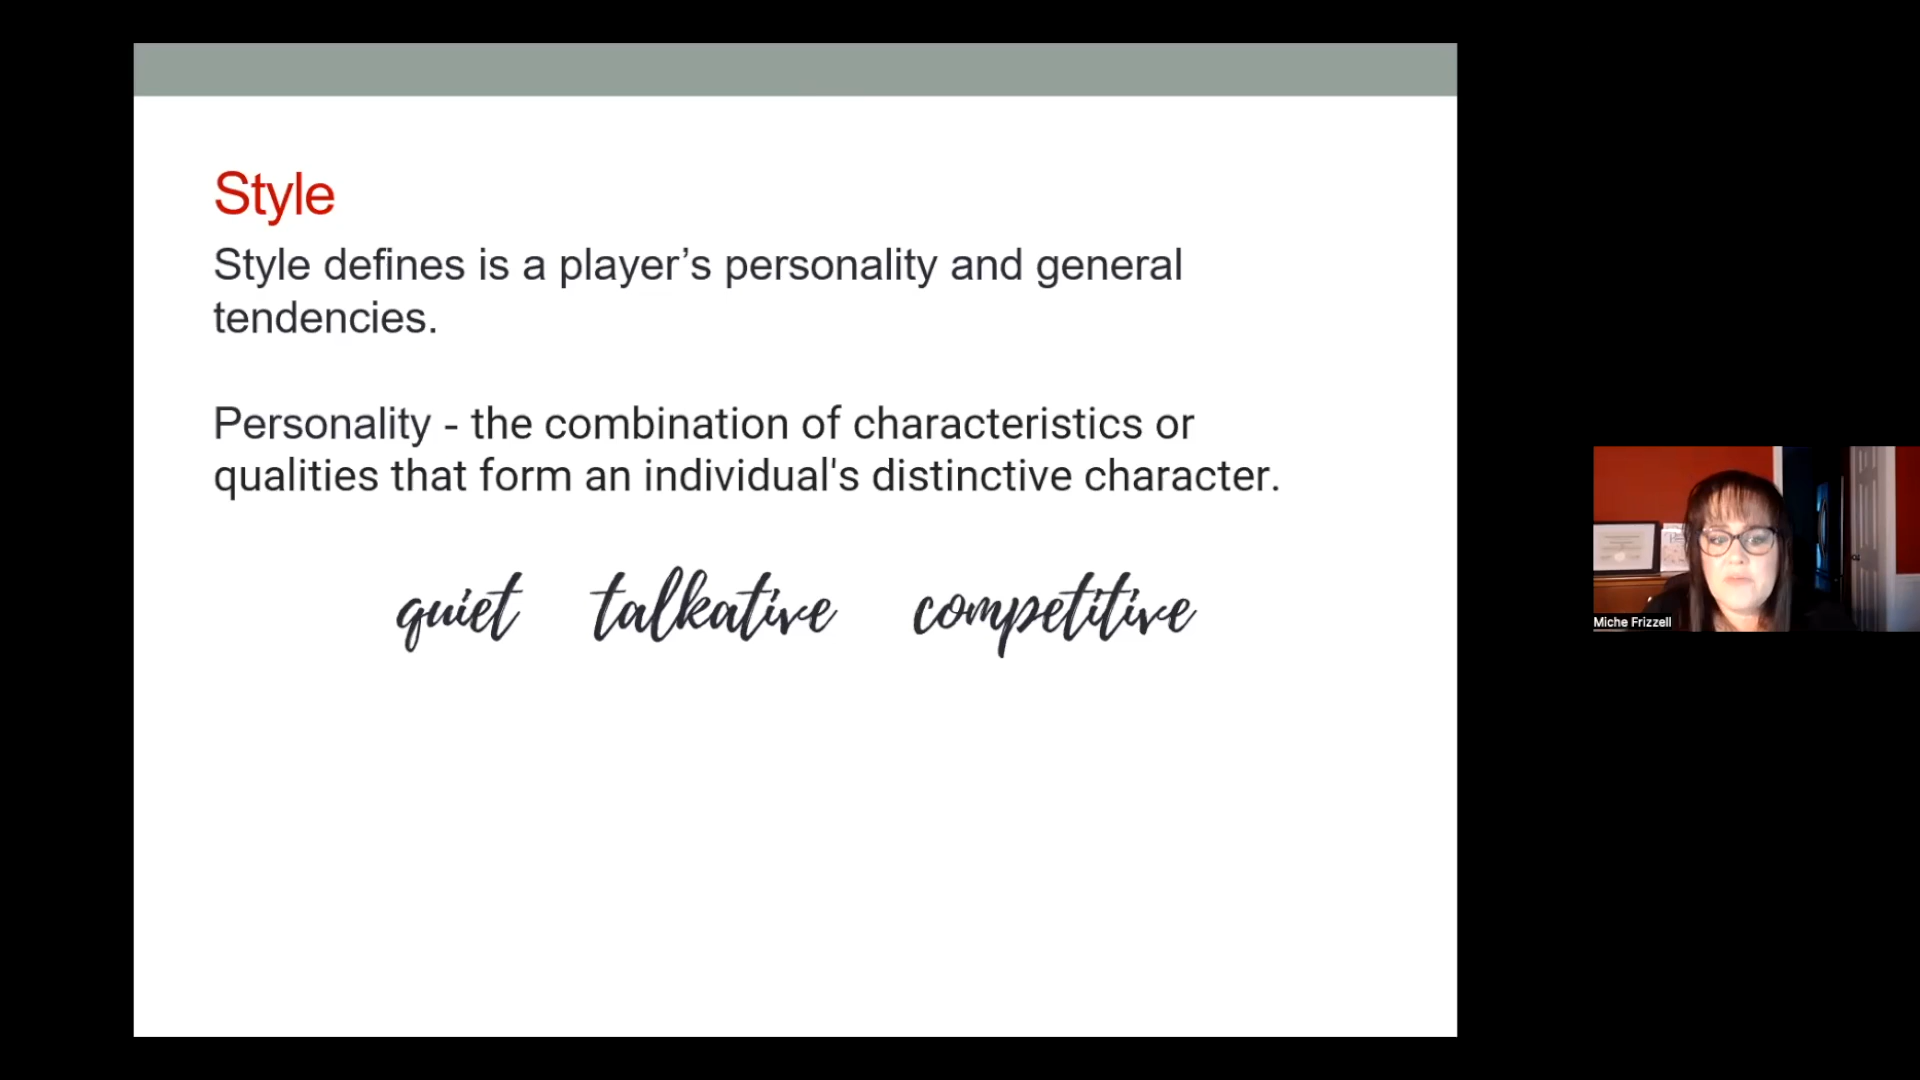 Style
Style defines is a player’s personality and general
tendencies.
Personality - the combination of characteristics or
qualities that form an individual's distinctive character.
quiet talkative competitive
Miche Frizzell